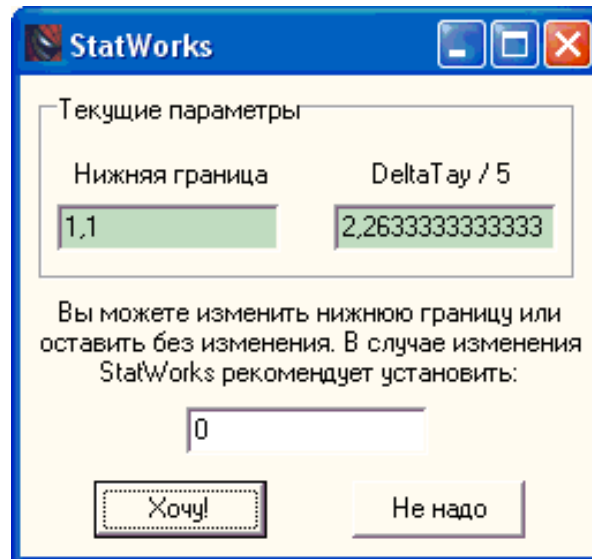 StatWorks
Текущие параметры
Нижняя граница DeltaTay / 5
1,1 2,2633333333333
Вы можете изменить нижнюю границу или
оставить без изменения. В случае изменения
StatWorks рекомендует установить:
0
Хочу! Не надо